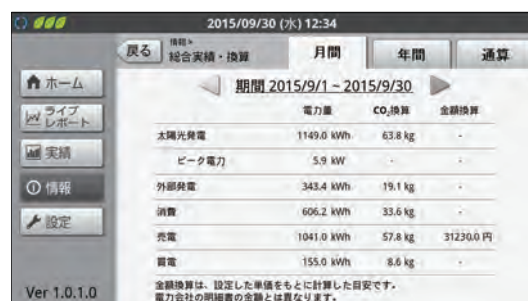 2015/09/30 (水) 12:34
戻る 情報> 総合実績・換算 月間 年間 通算
ホーム
ライブレポート
実績
情報
設定
Ver 1.0.1.0
期間 2015/9/1 ~ 2015/9/30
電力量 CO₂換算 金額換算
太陽光発電 1149.0 kWh 63.8 kg -
ピーク電力 5.9 kW - -
外部発電 343.4 kWh 19.1 kg -
消費 606.2 kWh 33.6 kg -
売電 1041.0 kWh 57.8 kg 31230.0 円
買電 155.0 kWh 8.6 kg -
金額換算は、設定した単価をもとに計算した目安です。
電力会社の明細書の金額とは異なります。